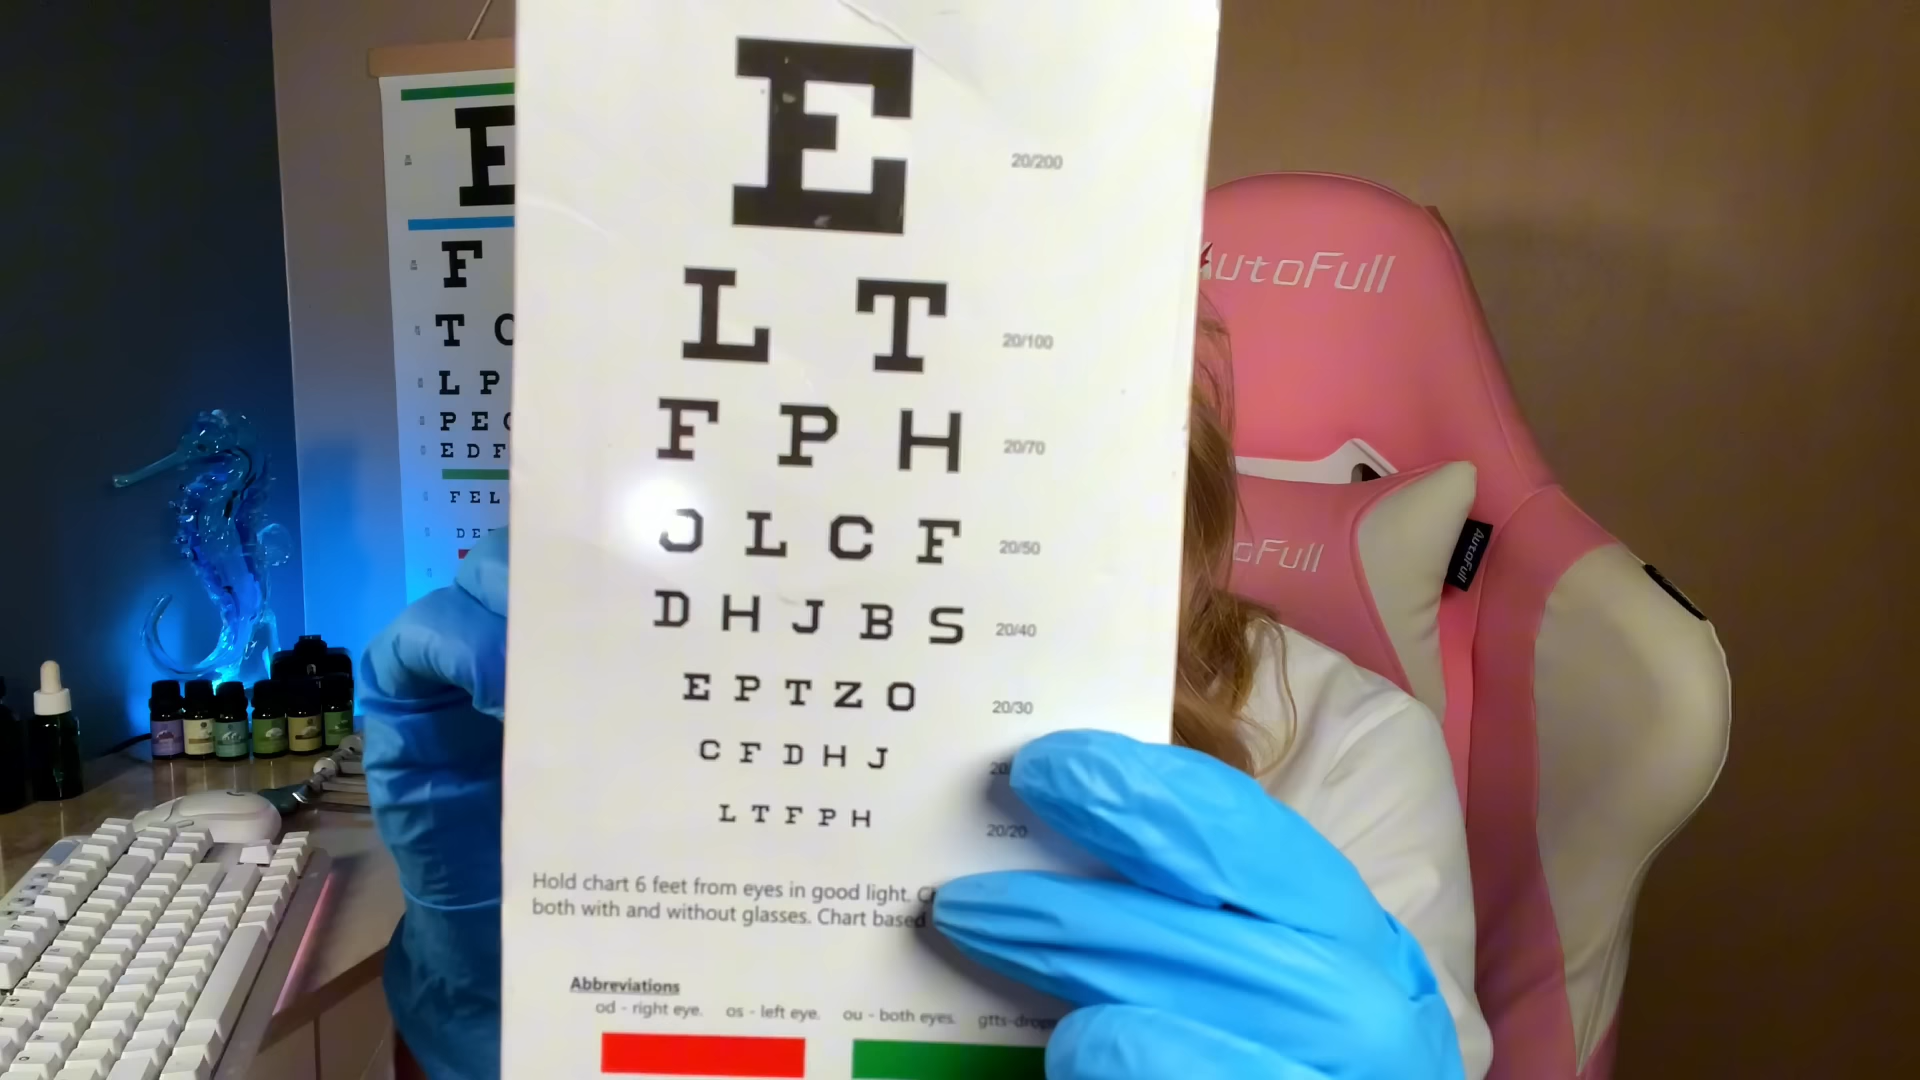 E
20/200
L T
20/100
F P H
20/70
L C F
20/50
D H J B S
20/40
E P T Z O
20/30
C F D H J
L T F P H
20/20
Hold chart 6 feet from eyes in good light.
both with and without glasses. Chart based
Abbreviations
od - right eye. os - left eye. ou - both eyes.
E
F
T
L P
P E
E D F
F E L
D E
AutoFull
AutoFull